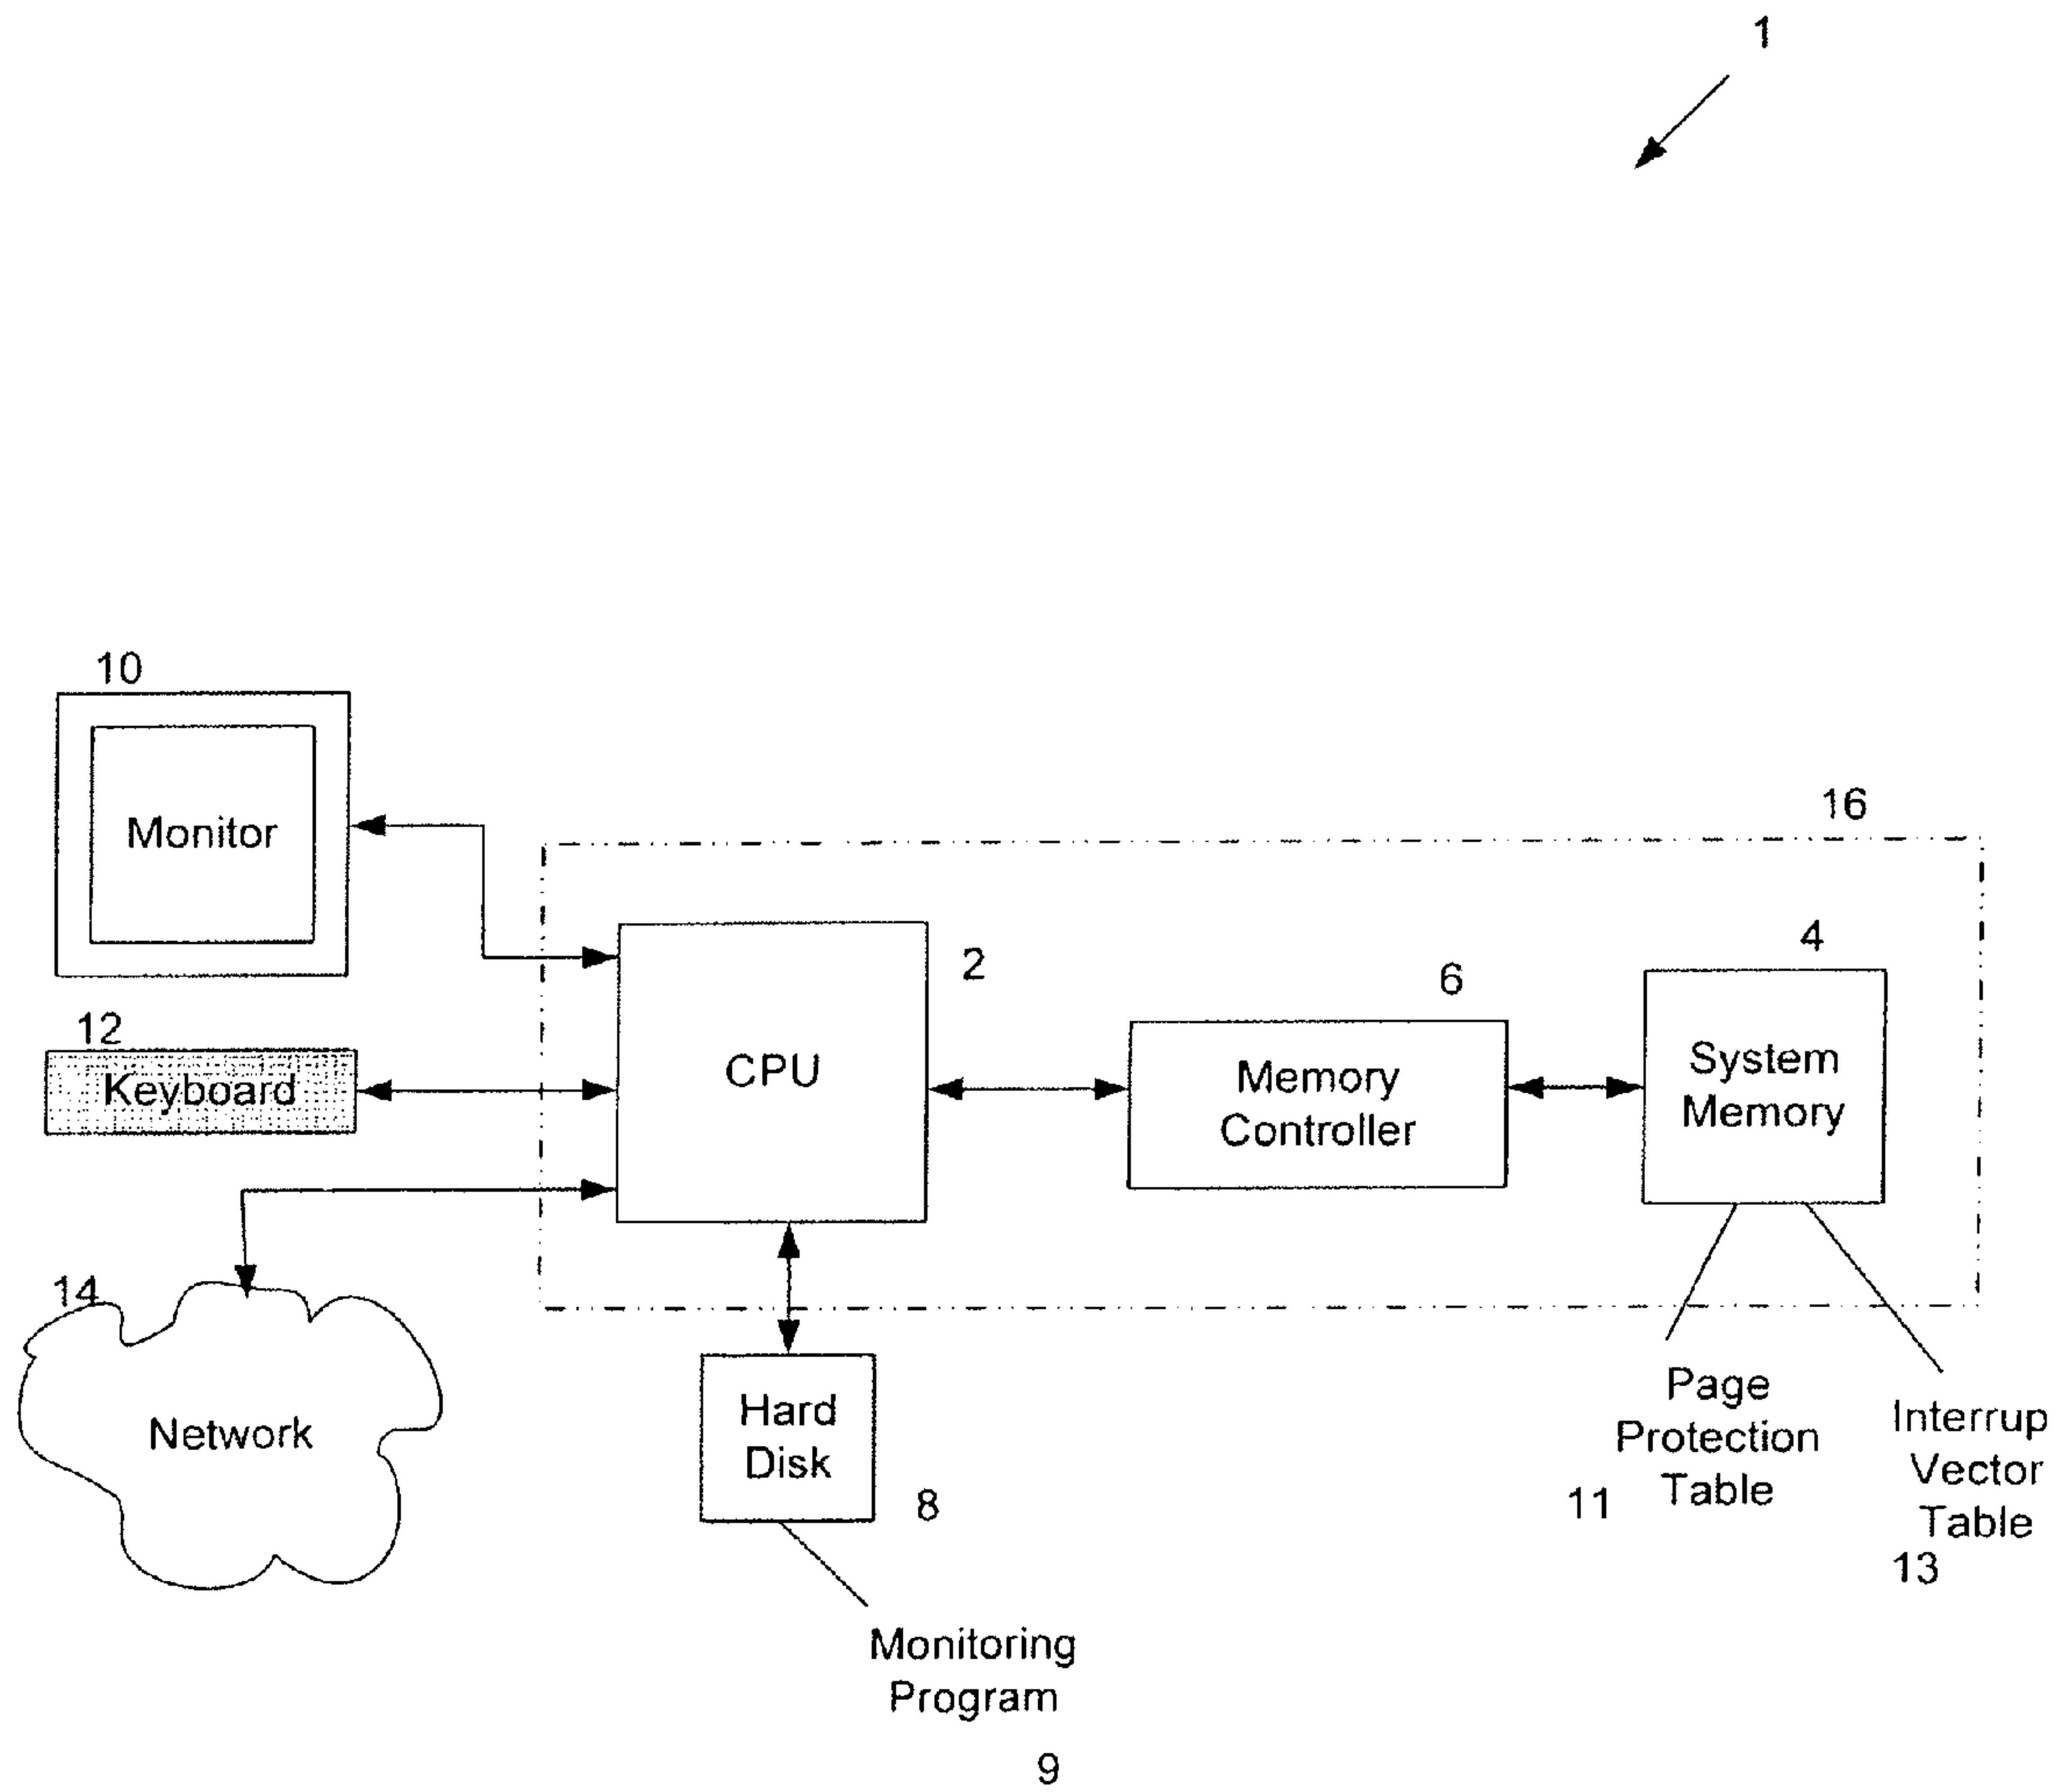 1
10
Monitor
16
12
Keyboard
CPU
2
6
Memory
Controller
4
System
Memory
14
Network
Hard
Disk
8
Page
Protection
Table
11
Interrup
Vector
Table
13
Monitoring
Program
9